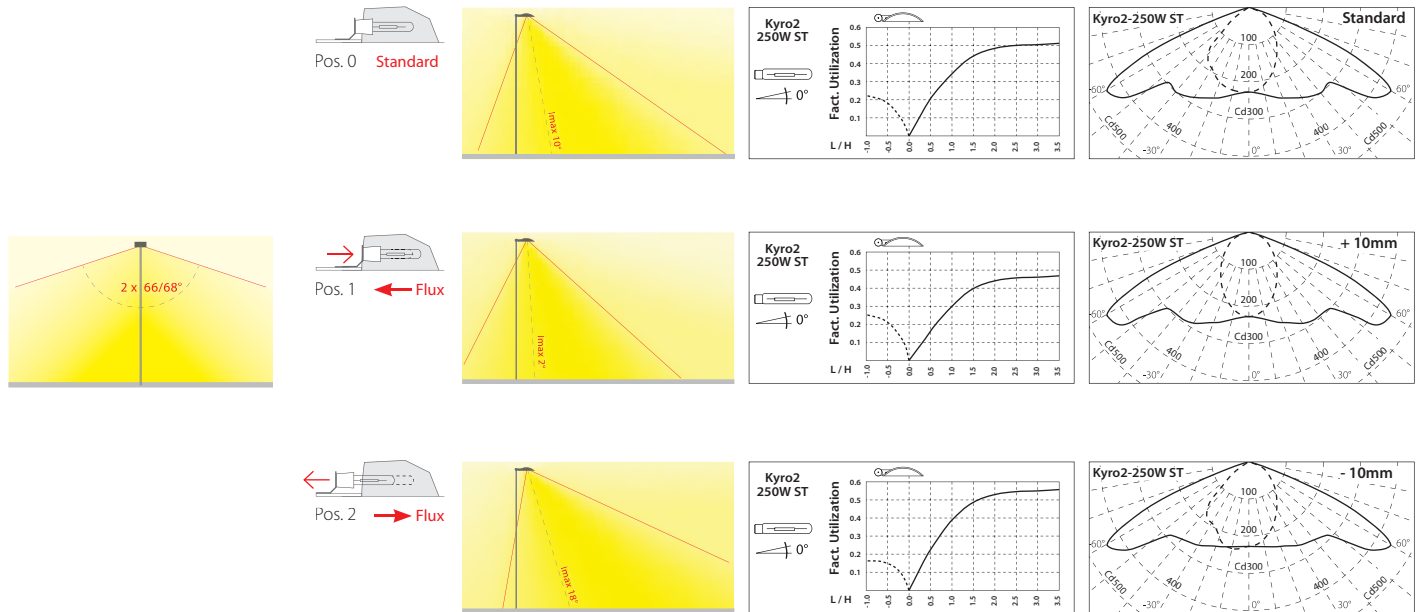 Pos. 0 Standard
Imax 10°
Kyro2
250W ST
0°
Fact. Utilization
0.6
0.5
0.4
0.3
0.2
0.1
L / H
-1.0
-0.5
0.0
0.5
1.0
1.5
2.0
2.5
3.0
3.5
Kyro2-250W ST
Standard
100
200
Cd300
-60°
60°
Cd500
400
400
Cd500
-30°
0°
30°
2 x 66/68°
Pos. 1 Flux
Imax 2°
Kyro2
250W ST
0°
Fact. Utilization
0.6
0.5
0.4
0.3
0.2
0.1
L / H
-1.0
-0.5
0.0
0.5
1.0
1.5
2.0
2.5
3.0
3.5
Kyro2-250W ST
+ 10mm
100
200
Cd300
-60°
60°
Cd500
400
400
Cd500
-30°
0°
30°
Pos. 2 Flux
Imax 18°
Kyro2
250W ST
0°
Fact. Utilization
0.6
0.5
0.4
0.3
0.2
0.1
L / H
-1.0
-0.5
0.0
0.5
1.0
1.5
2.0
2.5
3.0
3.5
Kyro2-250W ST
- 10mm
100
200
Cd300
-60°
60°
Cd500
400
400
Cd500
-30°
0°
30°